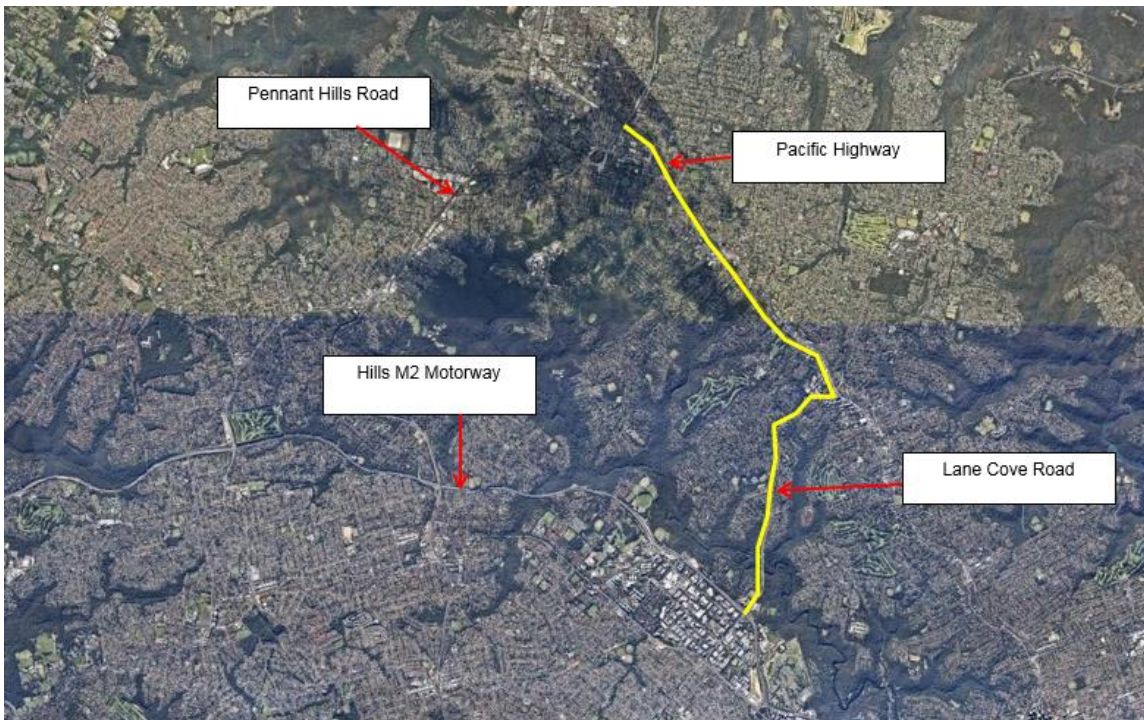 Pennant Hills Road
Pacific Highway
Hills M2 Motorway
Lane Cove Road